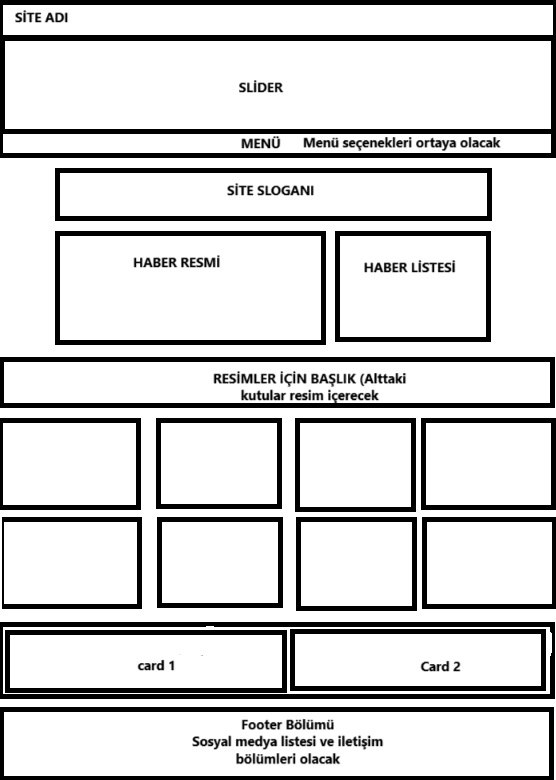 SİTE ADI
SLİDER
MENÜ Menü seçenekleri ortaya olacak
SİTE SLOGANI
HABER RESMİ
HABER LİSTESİ
RESİMLER İÇİN BAŞLIK (Alttaki
kutular resim içerecek
card 1
Card 2
Footer Bölümü
Sosyal medya listesi ve iletişim
bölümleri olacak